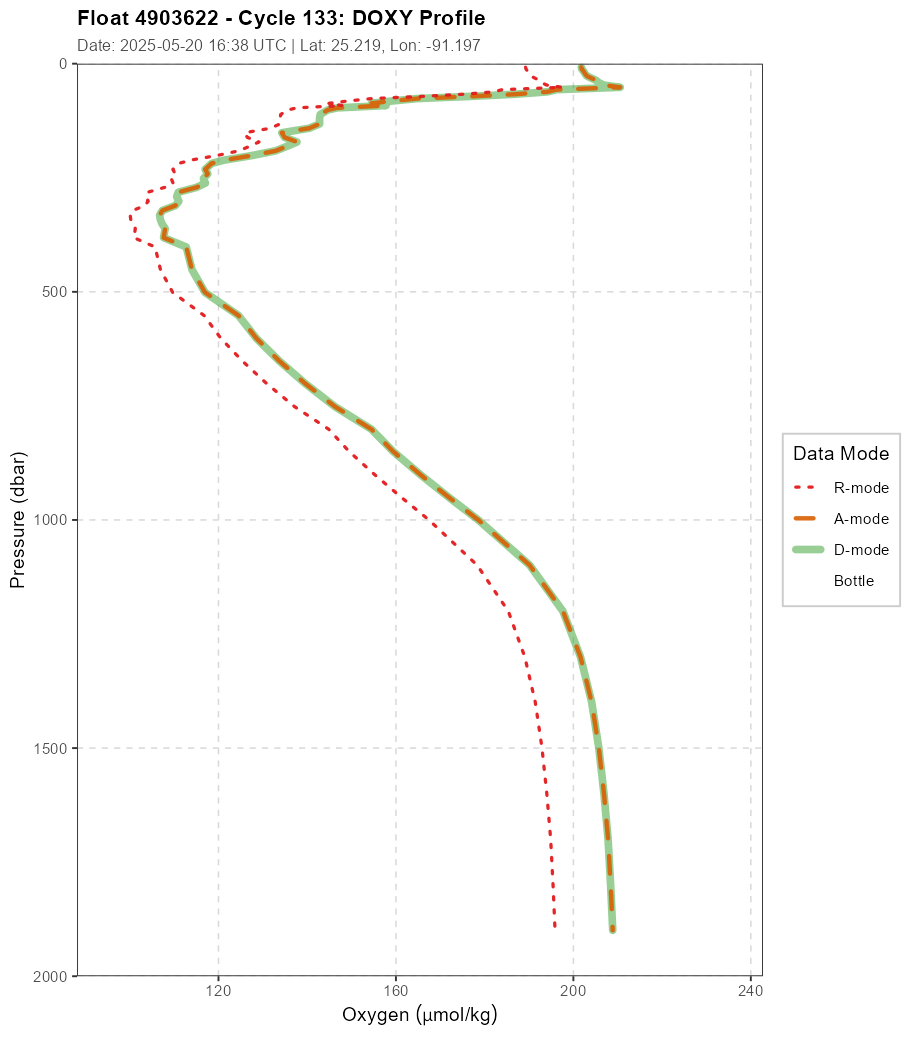 Float 4903622 - Cycle 133: DOXY Profile
Date: 2025-05-20 16:38 UTC | Lat: 25.219, Lon: -91.197
0
500
1000
1500
2000
Pressure (dbar)
120
160
200
240
Oxygen (μmol/kg)
Data Mode
R-mode
A-mode
D-mode
Bottle